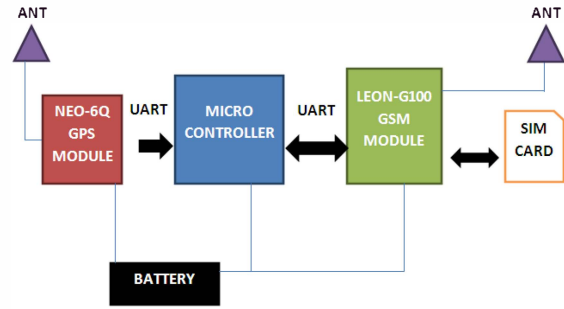 ANT
ANT
NEO-6Q
GPS
MODULE
UART
MICRO
CONTROLLER
UART
LEON-G100
GSM
MODULE
SIM
CARD
BATTERY